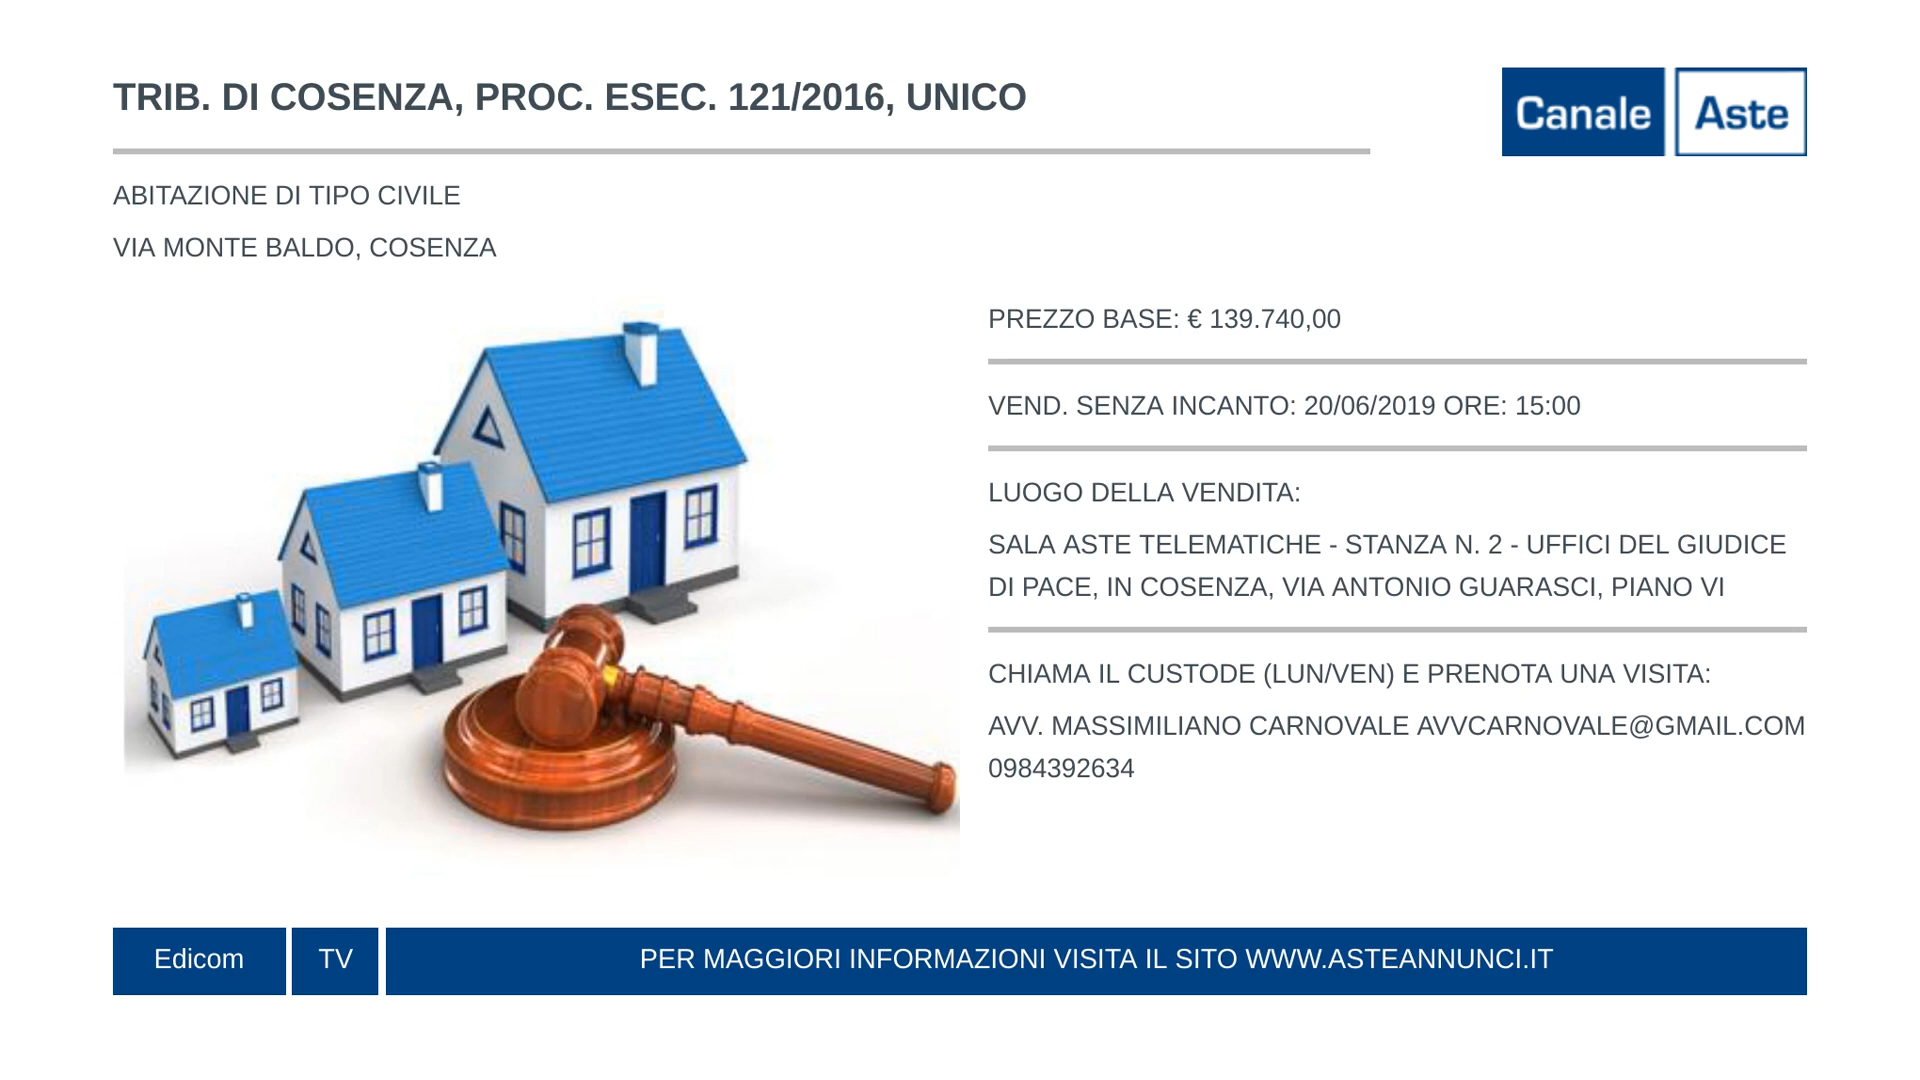 TRIB. DI COSENZA, PROC. ESEC. 121/2016, UNICO
Canale Aste
ABITAZIONE DI TIPO CIVILE
VIA MONTE BALDO, COSENZA
PREZZO BASE: € 139.740,00
VEND. SENZA INCANTO: 20/06/2019 ORE: 15:00
LUOGO DELLA VENDITA:
SALA ASTE TELEMATICHE - STANZA N. 2 - UFFICI DEL GIUDICE
DI PACE, IN COSENZA, VIA ANTONIO GUARASCI, PIANO VI
CHIAMA IL CUSTODE (LUN/VEN) E PRENOTA UNA VISITA:
AVV. MASSIMILIANO CARNOVALE AVVCARNOVALE@GMAIL.COM
0984392634
Edicom TV PER MAGGIORI INFORMAZIONI VISITA IL SITO WWW.ASTEANNUNCI.IT